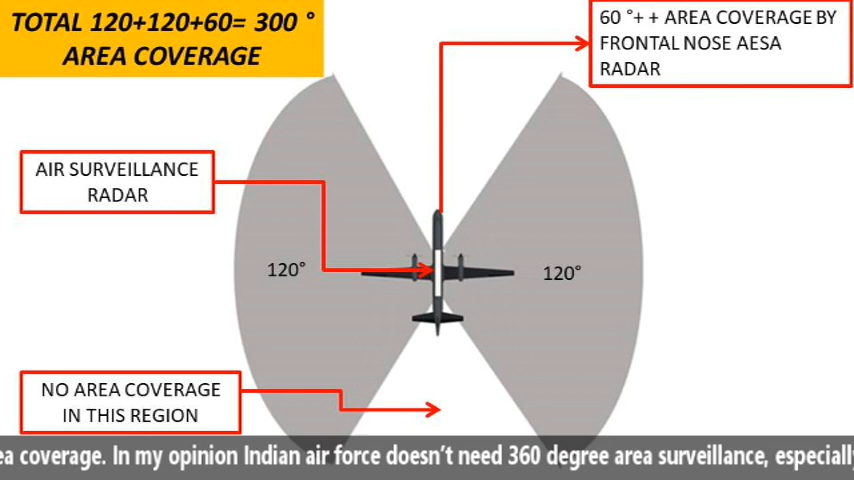 TOTAL 120+120+60= 300 °
AREA COVERAGE
60 °+ + AREA COVERAGE BY
FRONTAL NOSE AESA
RADAR
AIR SURVEILLANCE
RADAR
120°
120°
NO AREA COVERAGE
IN THIS REGION
ea coverage. In my opinion Indian air force doesn't need 360 degree area surveillance, especially